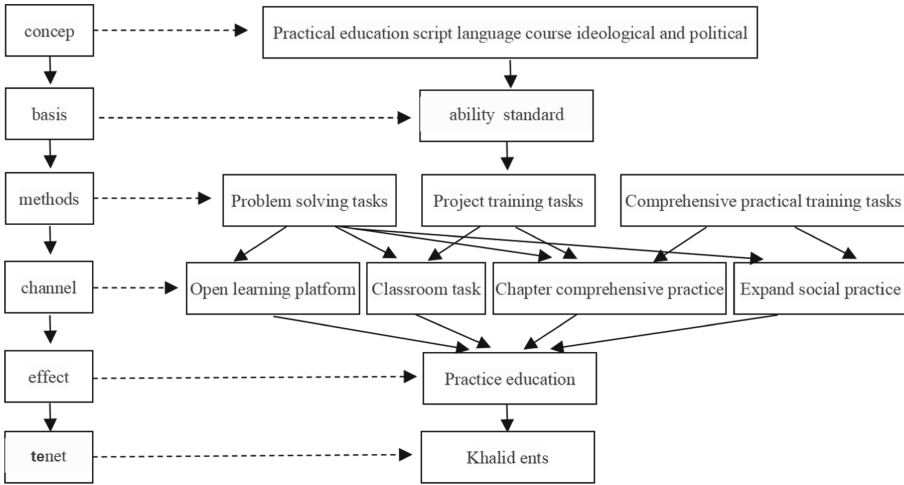 concep
Practical education script language course ideological and political
basis
ability standard
methods
Problem solving tasks
Project training tasks
Comprehensive practical training tasks
channel
Open learning platform
Classroom task
Chapter comprehensive practice
Expand social practice
effect
Practice education
tenet
Khalid ents